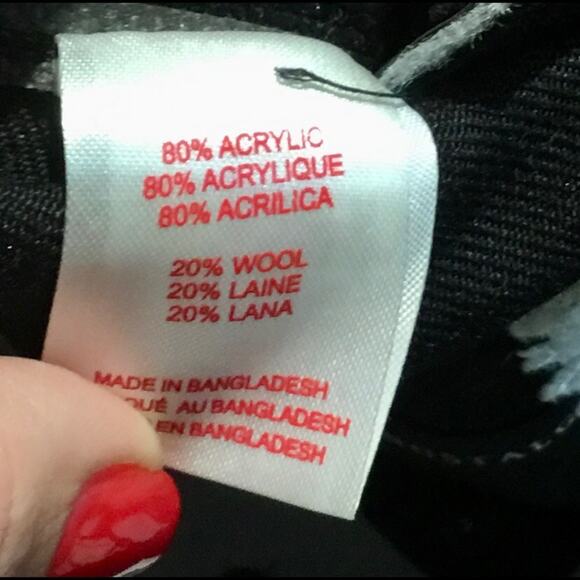 80% ACRYLIC
80% ACRYLIQUE
80% ACRILICA
20% WOOL
20% LAINE
20% LANA
MADE IN BANGLADESH
AU BANGLADESH
EN BANGLADESH